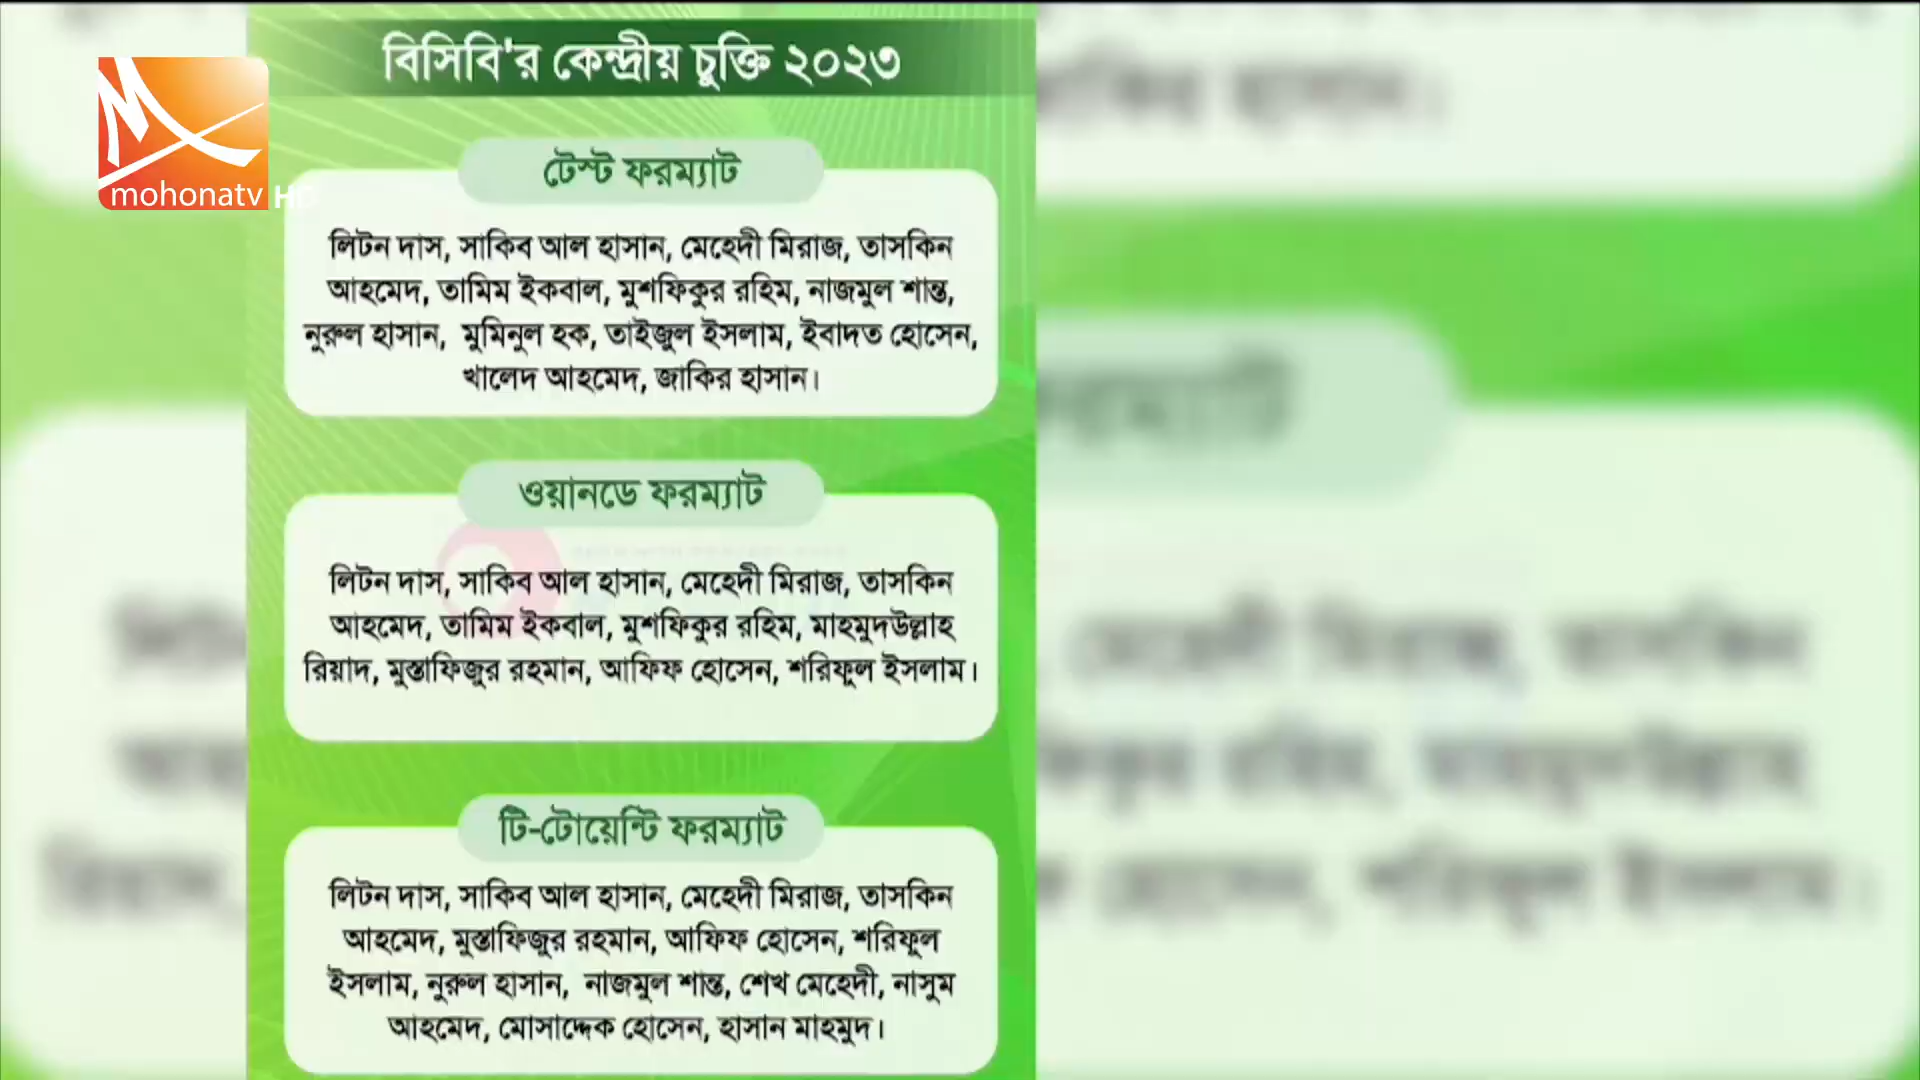 বিসিবি'র কেন্দ্রীয় চুক্তি ২০২৩
mohonatv HD
টেস্ট ফরম্যাট
লিটন দাস, সাকিব আল হাসান, মেহেদী মিরাজ, তাসকিন
আহমেদ, তামিম ইকবাল, মুশফিকুর রহিম, নাজমুল শান্ত,
নুরুল হাসান, মুমিনুল হক, তাইজুল ইসলাম, ইবাদত হোসেন,
খালেদ আহমেদ, জাকির হাসান।
ওয়ানডে ফরম্যাট
লিটন দাস, সাকিব আল হাসান, মেহেদী মিরাজ, তাসকিন
আহমেদ, তামিম ইকবাল, মুশফিকুর রহিম, মাহমুদউল্লাহ
রিয়াদ, মুস্তাফিজুর রহমান, আফিফ হোসেন, শরিফুল ইসলাম।
টি-টোয়েন্টি ফরম্যাট
লিটন দাস, সাকিব আল হাসান, মেহেদী মিরাজ, তাসকিন
আহমেদ, মুস্তাফিজুর রহমান, আফিফ হোসেন, শরিফুল
ইসলাম, নুরুল হাসান, নাজমুল শান্ত, শেখ মেহেদী, নাসুম
আহমেদ, মোসাদ্দেক হোসেন, হাসান মাহমুদ।